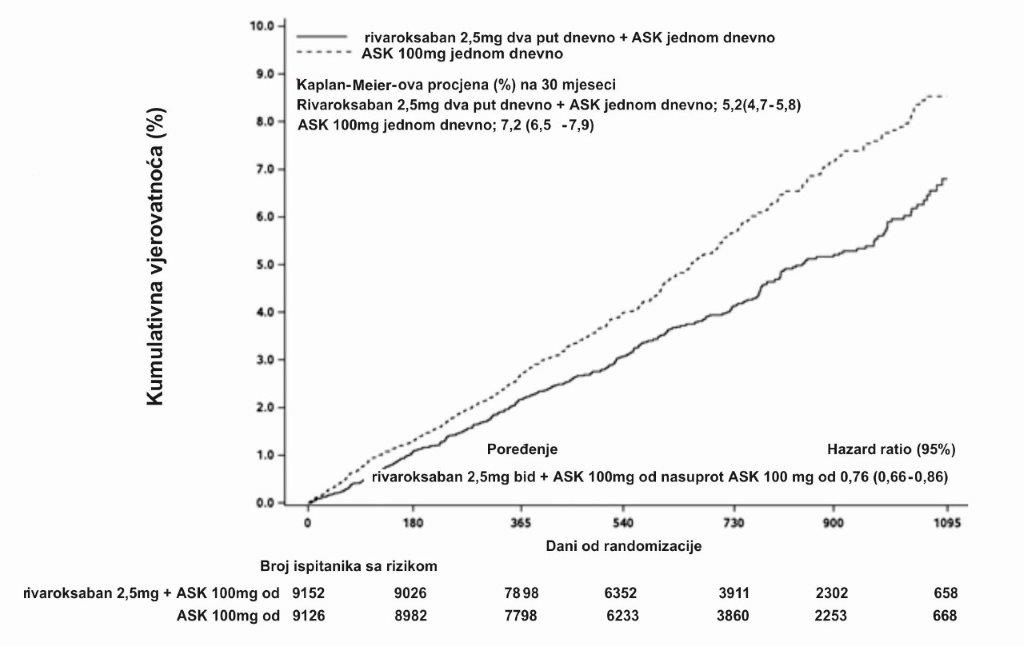 Kumulativna vjerovatnoća (%)
10.0
9.0
8.0
7.0
6.0
5.0
4.0
3.0
2.0
1.0
0.0
rivaroksaban 2,5mg dva put dnevno + ASK jednom dnevno
ASK 100mg jednom dnevno
Kaplan-Meier-ova procjena (%) na 30 mjeseci
Rivaroksaban 2,5mg dva put dnevno + ASK jednom dnevno; 5,2(4,7-5,8)
ASK 100mg jednom dnevno; 7,2 (6,5 -7,9)
Poređenje Hazard ratio (95%)
rivaroksaban 2,5mg bid + ASK 100mg od nasuprot ASK 100 mg od 0,76 (0,66-0,86)
0 180 365 540 730 900 1095
Dani od randomizacije
Broj ispitanika sa rizikom
rivaroksaban 2,5mg + ASK 100mg od 9152 9026 7898 6352 3911 2302 658
ASK 100mg od 9126 8982 7798 6233 3860 2253 668